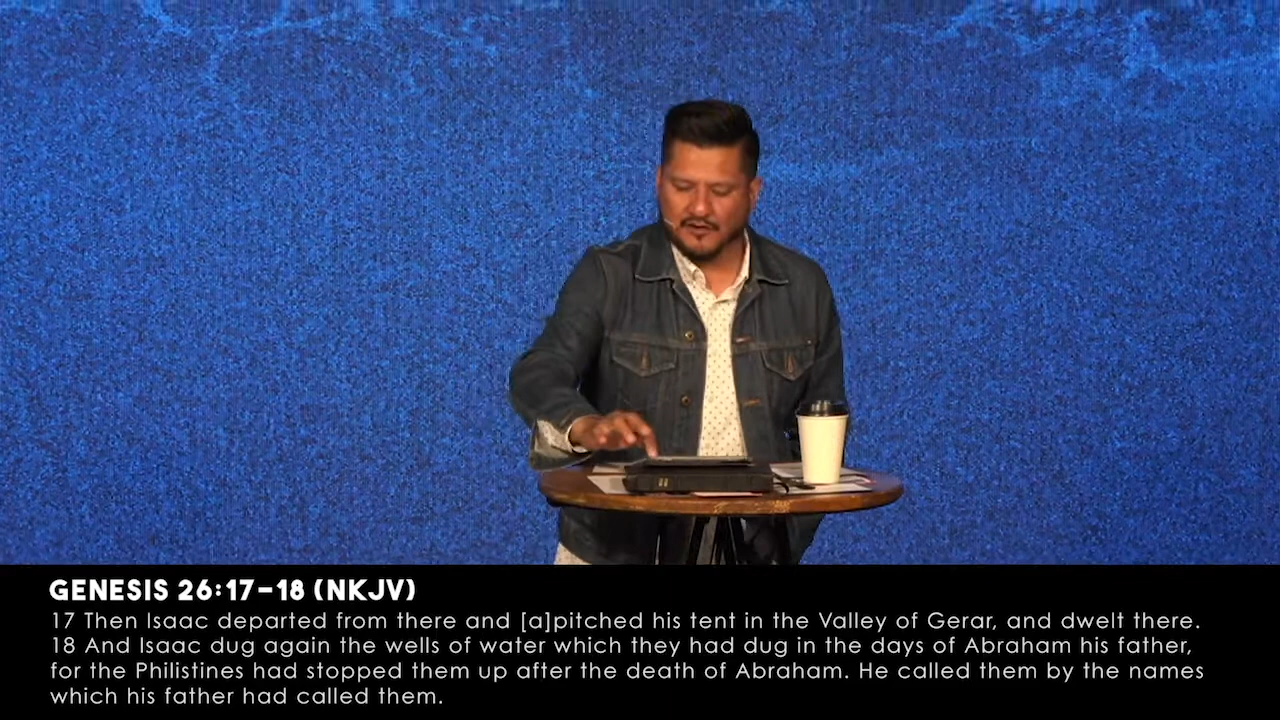 GENESIS 26:17-18 (NKJV)
17 Then Isaac departed from there and [a]pitched his tent in the Valley of Gerar, and dwelt there.
18 And Isaac dug again the wells of water which they had dug in the days of Abraham his father,
for the Philistines had stopped them up after the death of Abraham. He called them by the names
which his father had called them.